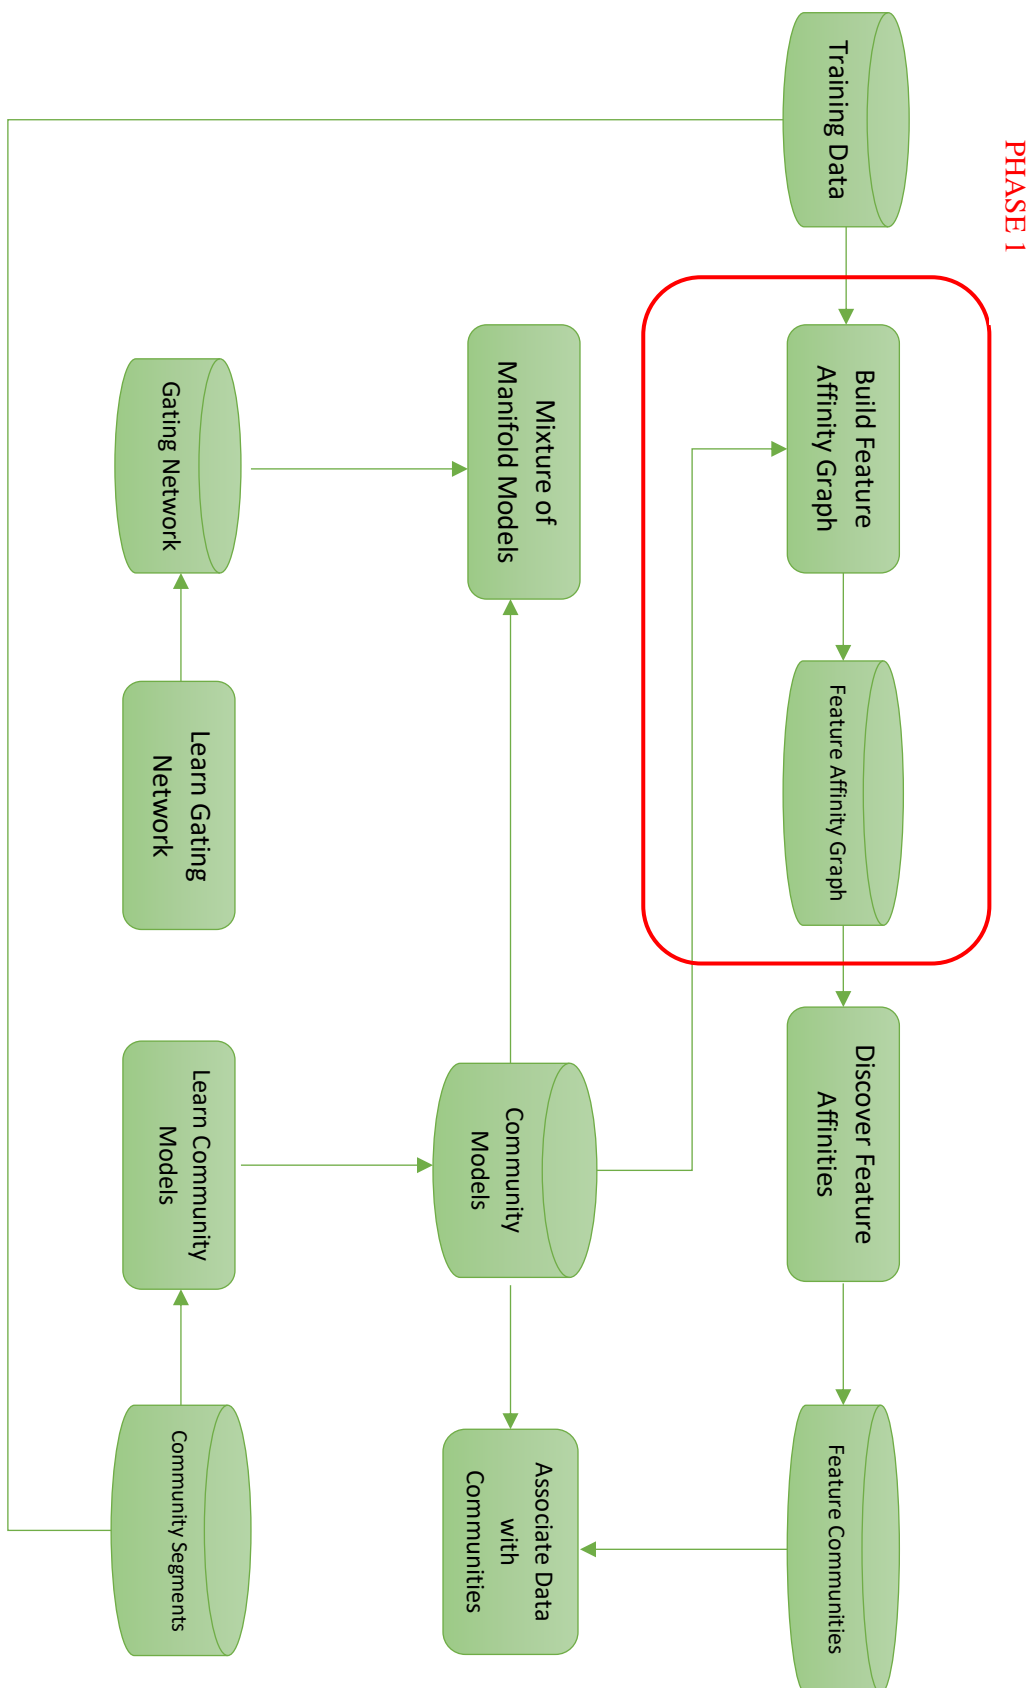 PHASE 1
Training Data
Build Feature
Affinity Graph
Feature Affinity Graph
Discover Feature
Affinities
Feature Communities
Mixture of
Manifold Models
Community
Models
Associate Data
with
Communities
Gating Network
Learn Gating
Network
Learn Community
Models
Community Segments